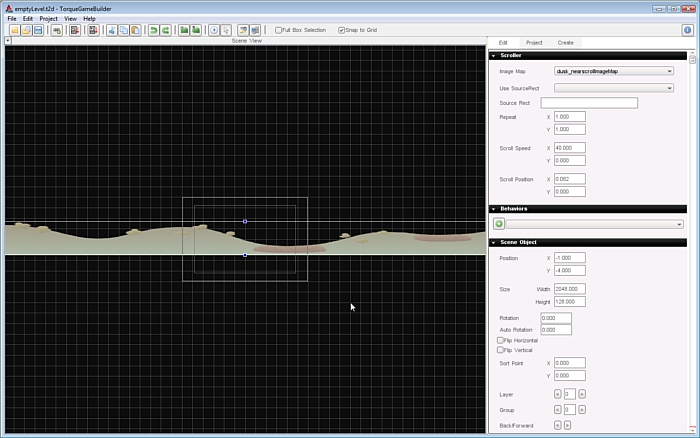 emptyLevel.t2d - TorqueGameBuilder
File Edit Project View Help
Full Box Selection Snap to Grid
Scene View
Edit Project Create
Scroller
Image Map dusk_nearscrollImageMap
Use SourceRect
Source Rect
Repeat X 1.000
Y 1.000
Scroll Speed X 40.000
Y 0.000
Scroll Position X 0.062
Y 0.000
Behaviors
Scene Object
Position X -1.000
Y -4.000
Size Width 2048.000
Height 128.000
Rotation 0.000
Auto Rotation 0.000
Flip Horizontal
Flip Vertical
Sort Point X 0.000
Y 0.000
Layer 0
Group 0
Back/Forward